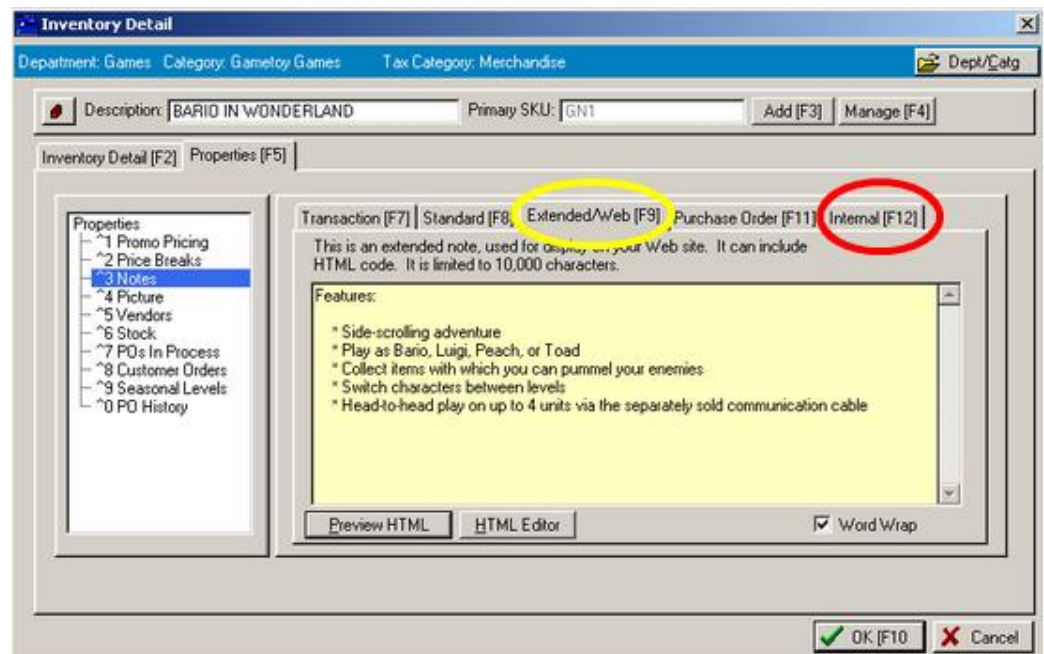 Inventory Detail
Department: Games Category: Gametoy Games Tax Category: Merchandise Dept/Catg
Description: BARIO IN WONDERLAND Primary SKU: GN1 Add [F3] Manage [F4]
Inventory Detail [F2] Properties [F5]
Properties
^1 Promo Pricing
^2 Price Breaks
^3 Notes
^4 Picture
^5 Vendors
^6 Stock
^7 POs In Process
^8 Customer Orders
^9 Seasonal Levels
^0 PO History
Transaction [F7] Standard [F8] Extended/Web [F9] Purchase Order [F11] Internal [F12]
This is an extended note, used for display on your Web site. It can include
HTML code. It is limited to 10,000 characters.
Features:
* Side-scrolling adventure
* Play as Bario, Luigi, Peach, or Toad
* Collect items with which you can pummel your enemies
* Switch characters between levels
* Head-to-head play on up to 4 units via the separately sold communication cable
Preview HTML HTML Editor Word Wrap
OK [F10 Cancel